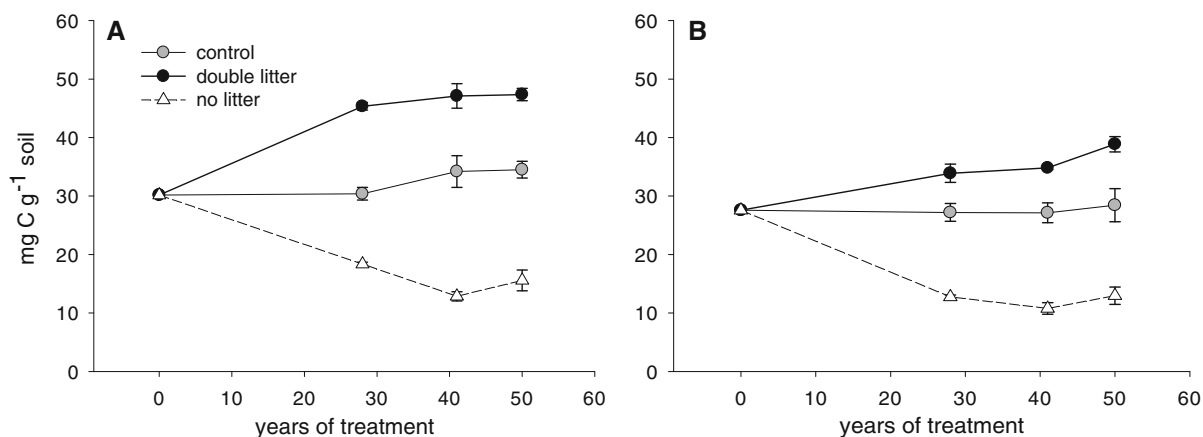 A
control
double litter
no litter
mg C g⁻¹ soil
60
50
40
30
20
10
0
0 10 20 30 40 50 60
years of treatment
B
60
50
40
30
20
10
0
0 10 20 30 40 50 60
years of treatment